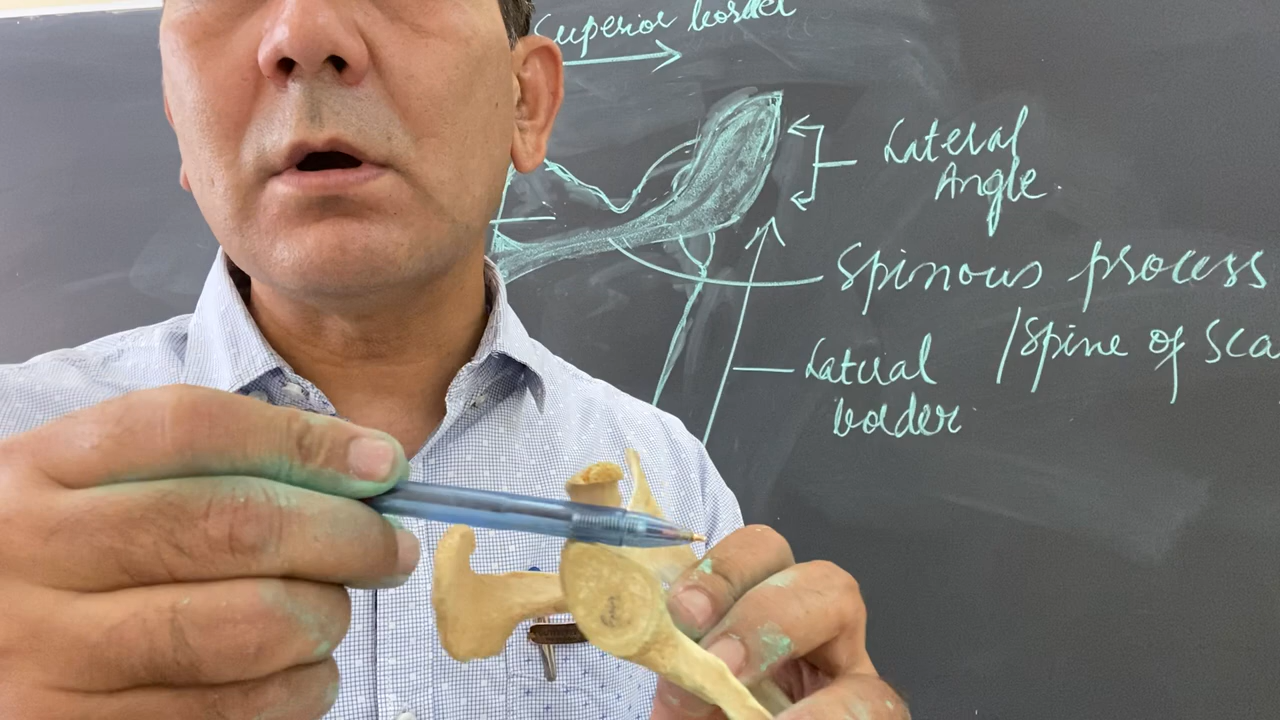 Superior border
Lateral
Angle
Spinous process
/Spine of Sca
Lateral
border